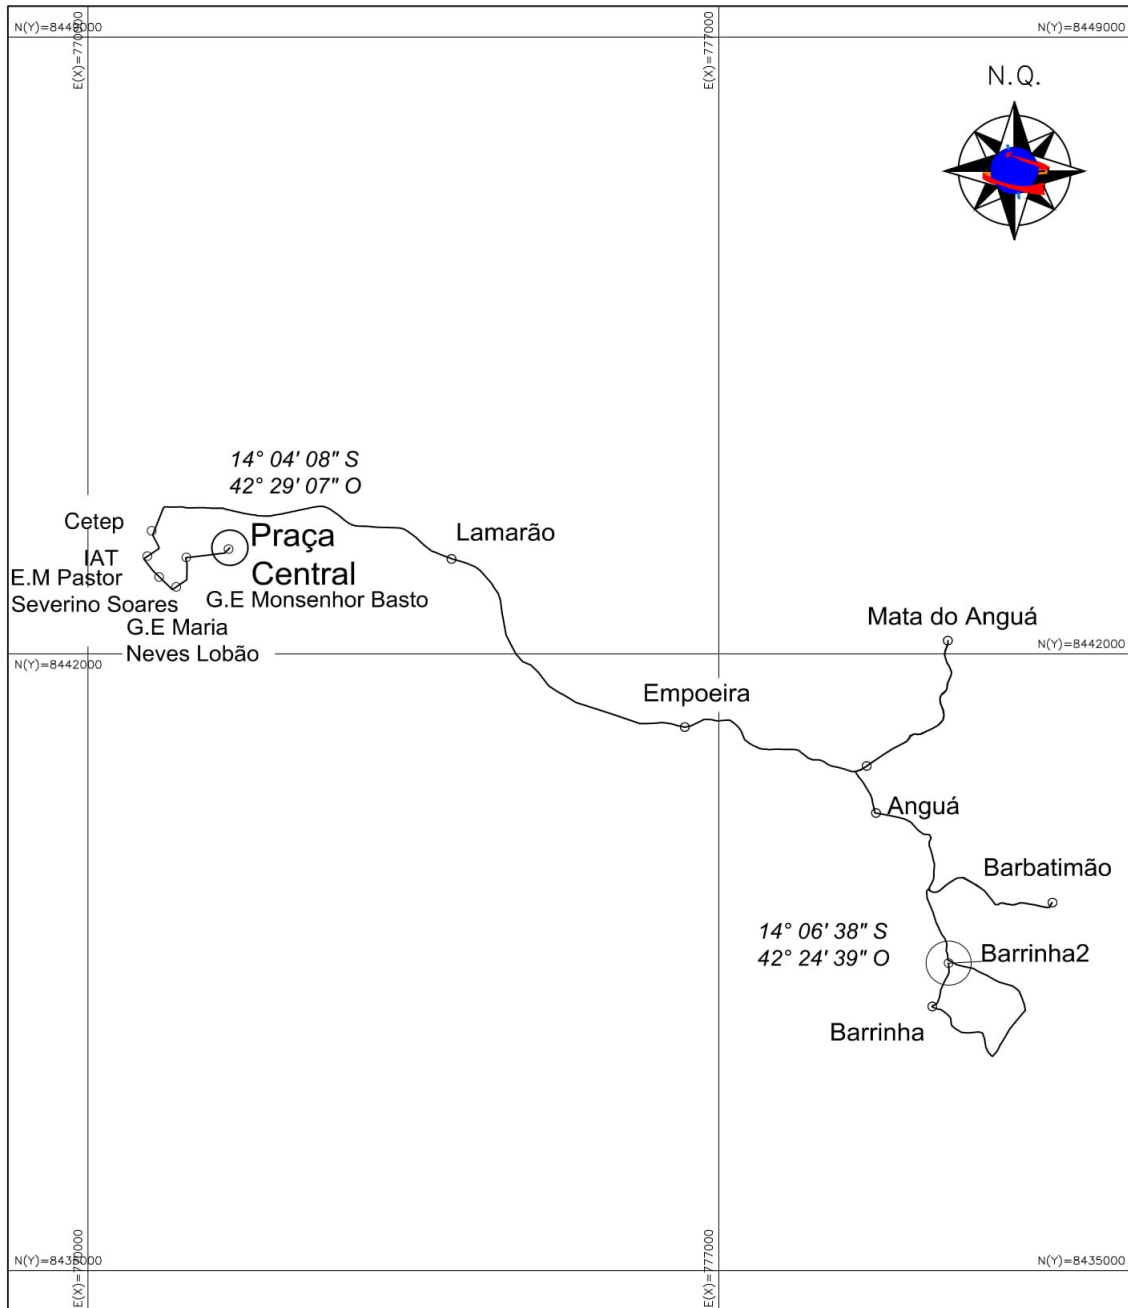 N(Y)=8449000
E(X)=770000
E(X)=777000
N(Y)=8449000
N.Q.
14° 04' 08" S
42° 29' 07" O
Cetep
Praça
Central
Lamarão
IAT
E.M Pastor
Severino Soares
G.E Monsenhor Basto
G.E Maria
Neves Lobão
Mata do Anguá
N(Y)=8442000
N(Y)=8442000
Empoeira
Anguá
Barbatimão
14° 06' 38" S
42° 24' 39" O
Barrinha2
Barrinha
N(Y)=8435000
E(X)=770000
E(X)=777000
N(Y)=8435000